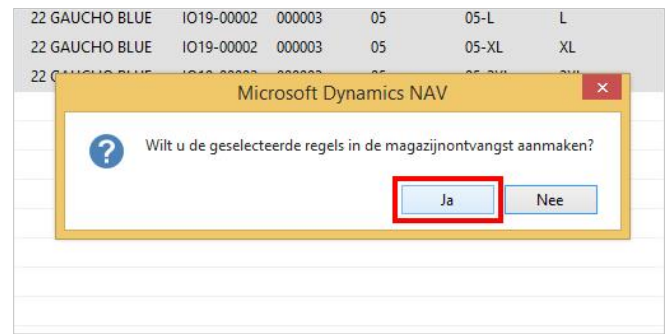 22 GAUCHO BLUE IO19-00002 000003 05 05-L L
22 GAUCHO BLUE IO19-00002 000003 05 05-XL XL
22
Microsoft Dynamics NAV
Wilt u de geselecteerde regels in de magazijnontvangst aanmaken?
Ja Nee